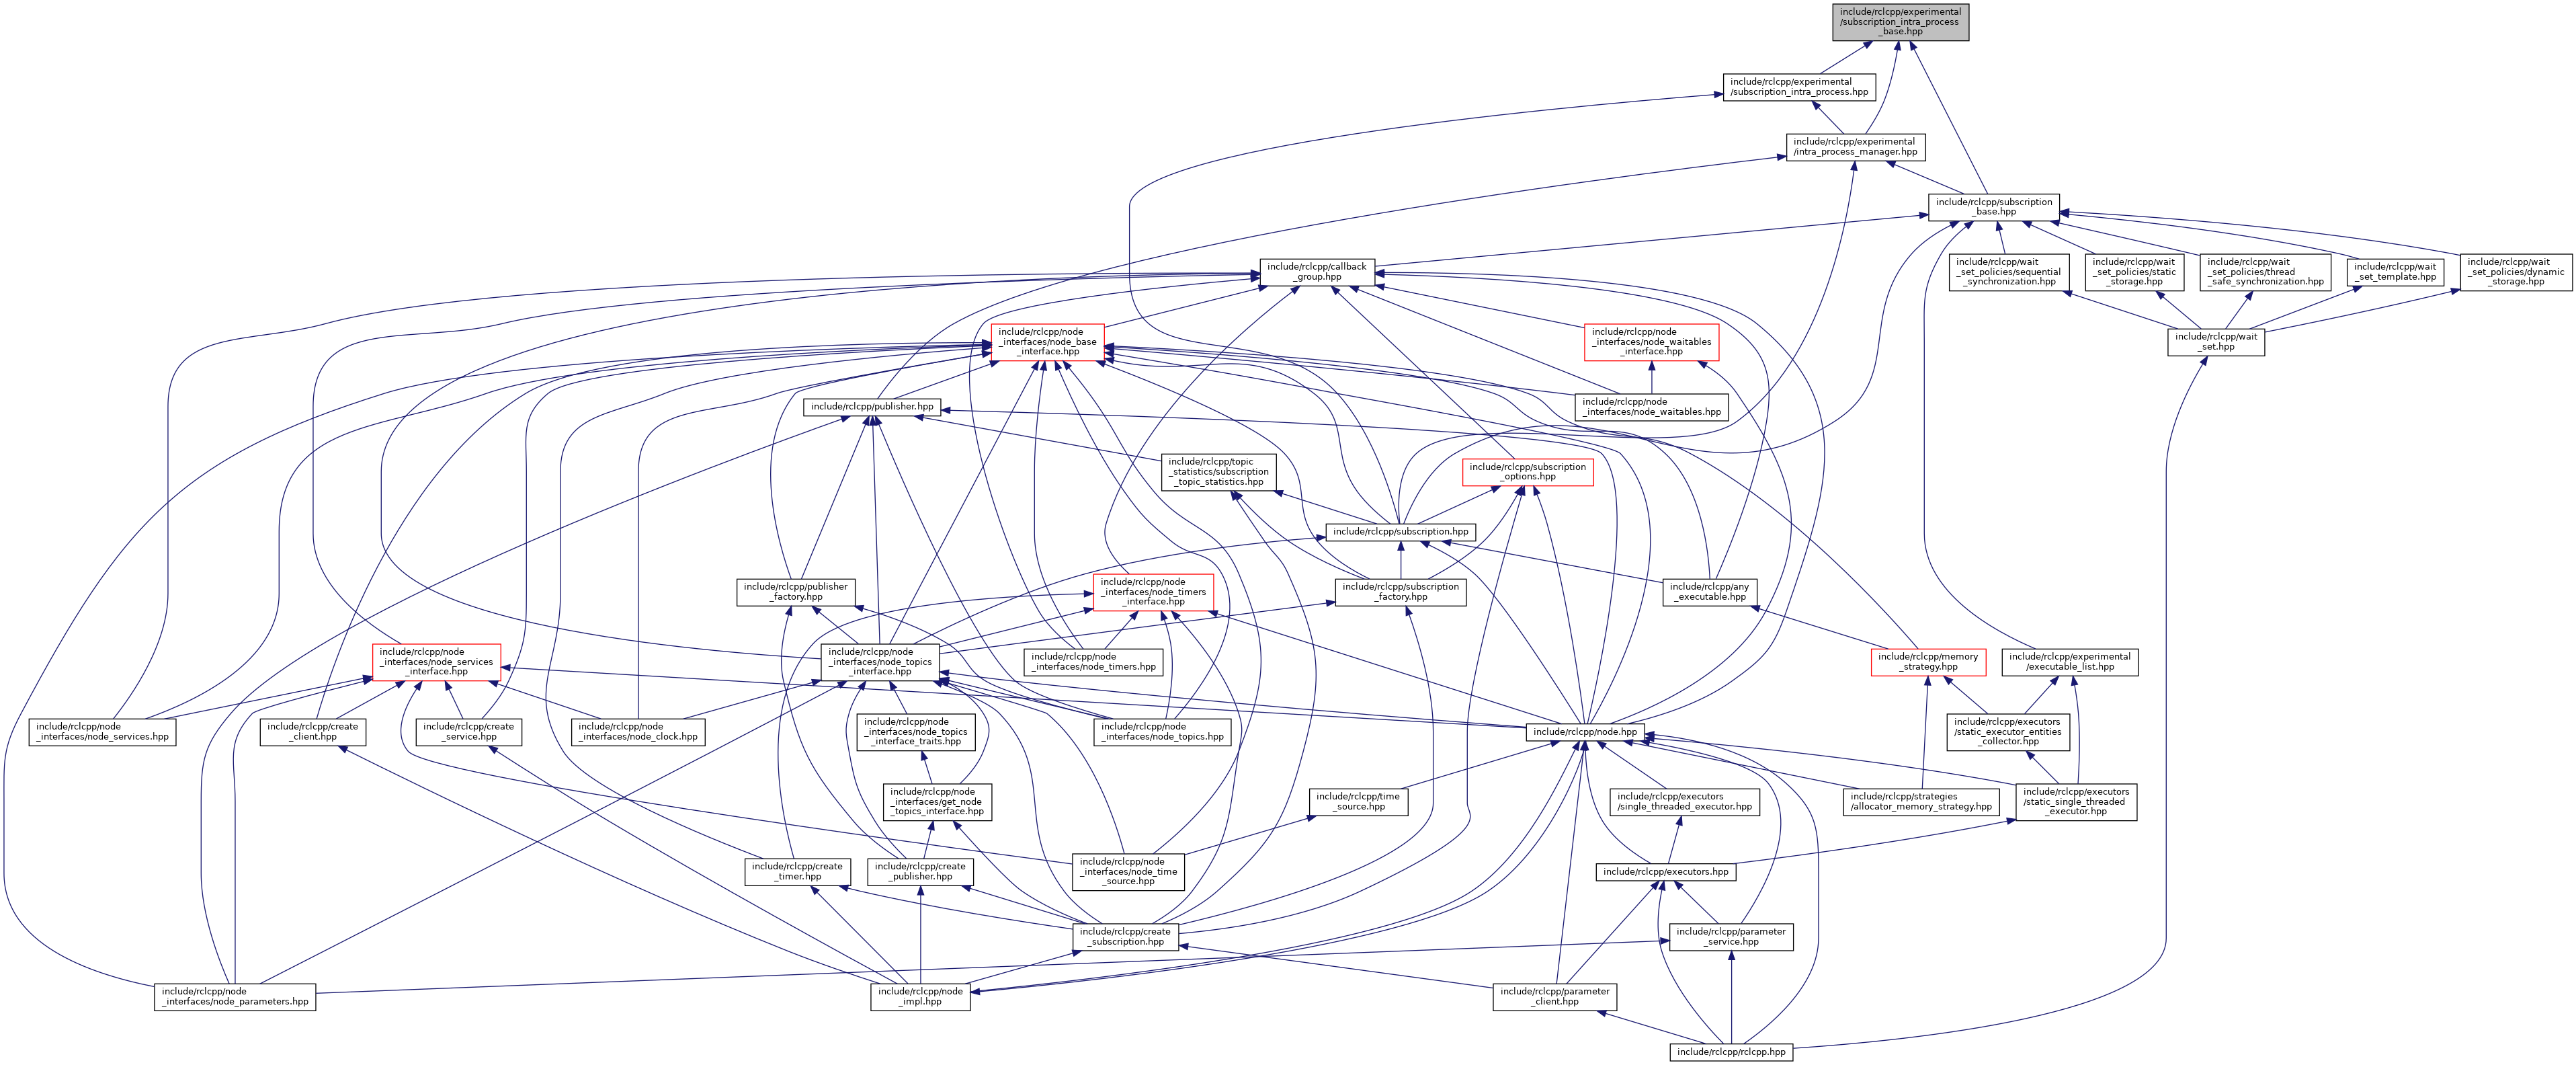 include/rclcpp/experimental
/subscription_intra_process
_base.hpp
include/rclcpp/experimental
/subscription_intra_process.hpp
include/rclcpp/experimental
/intra_process_manager.hpp
include/rclcpp/subscription
_base.hpp
include/rclcpp/callback
_group.hpp
include/rclcpp/wait
_set_policies/sequential
_synchronization.hpp
include/rclcpp/wait
_set_policies/static
_storage.hpp
include/rclcpp/wait
_set_policies/thread
_safe_synchronization.hpp
include/rclcpp/wait
_set_template.hpp
include/rclcpp/wait
_set_policies/dynamic
_storage.hpp
include/rclcpp/node
_interfaces/node_base
_interface.hpp
include/rclcpp/node
_interfaces/node_waitables
_interface.hpp
include/rclcpp/wait
_set.hpp
include/rclcpp/publisher.hpp
include/rclcpp/node
_interfaces/node_waitables.hpp
include/rclcpp/topic
_statistics/subscription
_topic_statistics.hpp
include/rclcpp/subscription
_options.hpp
include/rclcpp/subscription.hpp
include/rclcpp/publisher
_factory.hpp
include/rclcpp/node
_interfaces/node_timers
_interface.hpp
include/rclcpp/subscription
_factory.hpp
include/rclcpp/any
_executable.hpp
include/rclcpp/node
_interfaces/node_services
_interface.hpp
include/rclcpp/node
_interfaces/node_topics
_interface.hpp
include/rclcpp/node
_interfaces/node_timers.hpp
include/rclcpp/memory
_strategy.hpp
include/rclcpp/experimental
/executable_list.hpp
include/rclcpp/node
_interfaces/node_services.hpp
include/rclcpp/create
_client.hpp
include/rclcpp/create
_service.hpp
include/rclcpp/node
_interfaces/node_clock.hpp
include/rclcpp/node
_interfaces/node_topics
_interface_traits.hpp
include/rclcpp/node
_interfaces/node_topics.hpp
include/rclcpp/node.hpp
include/rclcpp/executors
/static_executor_entities
_collector.hpp
include/rclcpp/node
_interfaces/get_node
_topics_interface.hpp
include/rclcpp/time
_source.hpp
include/rclcpp/executors
/single_threaded_executor.hpp
include/rclcpp/strategies
/allocator_memory_strategy.hpp
include/rclcpp/executors
/static_single_threaded
_executor.hpp
include/rclcpp/create
_timer.hpp
include/rclcpp/create
_publisher.hpp
include/rclcpp/node
_interfaces/node_time
_source.hpp
include/rclcpp/executors.hpp
include/rclcpp/create
_subscription.hpp
include/rclcpp/parameter
_service.hpp
include/rclcpp/node
_interfaces/node_parameters.hpp
include/rclcpp/node
_impl.hpp
include/rclcpp/parameter
_client.hpp
include/rclcpp/rclcpp.hpp